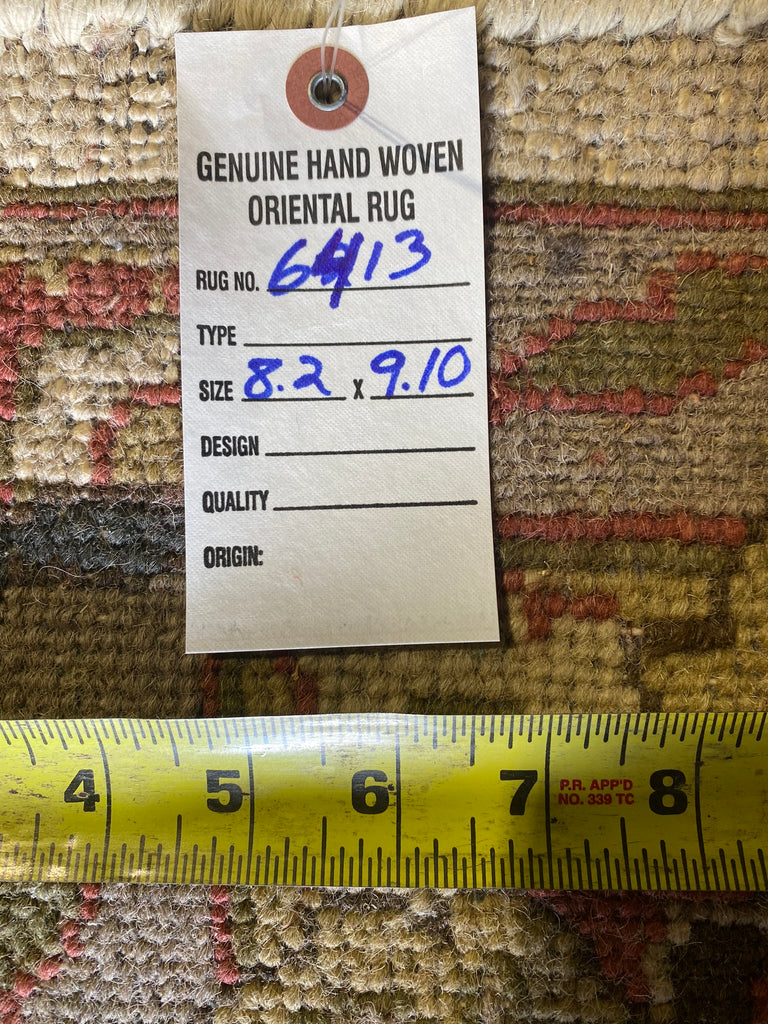 GENUINE HAND WOVEN
ORIENTAL RUG
RUG NO. 6413
TYPE
SIZE 8.2 X 9.10
DESIGN
QUALITY
ORIGIN:
4 5 6 7 P.R. APP'D 8
NO. 339 TC